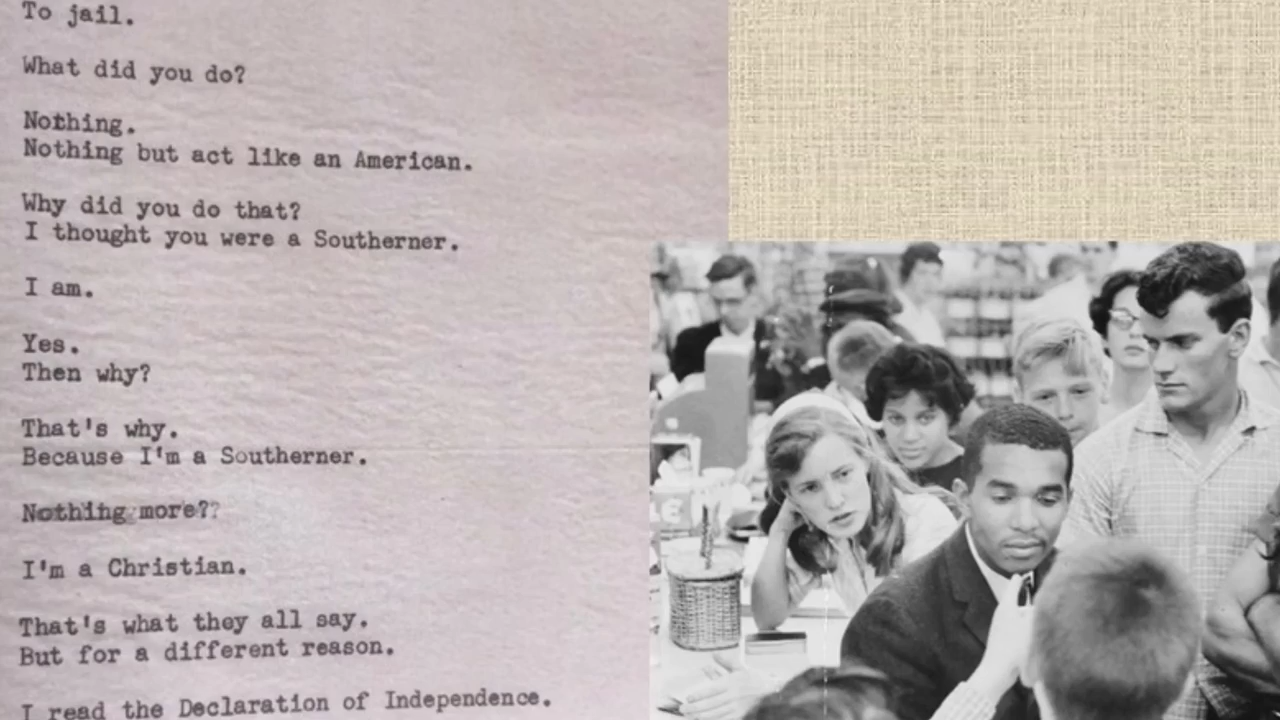 To jail.
What did you do?
Nothing.
Nothing but act like an American.
Why did you do that?
I thought you were a Southerner.
I am.
Yes.
Then why?
That's why.
Because I'm a Southerner.
Nothing more?
I'm a Christian.
That's what they all say.
But for a different reason.
I read the Declaration of Independence.